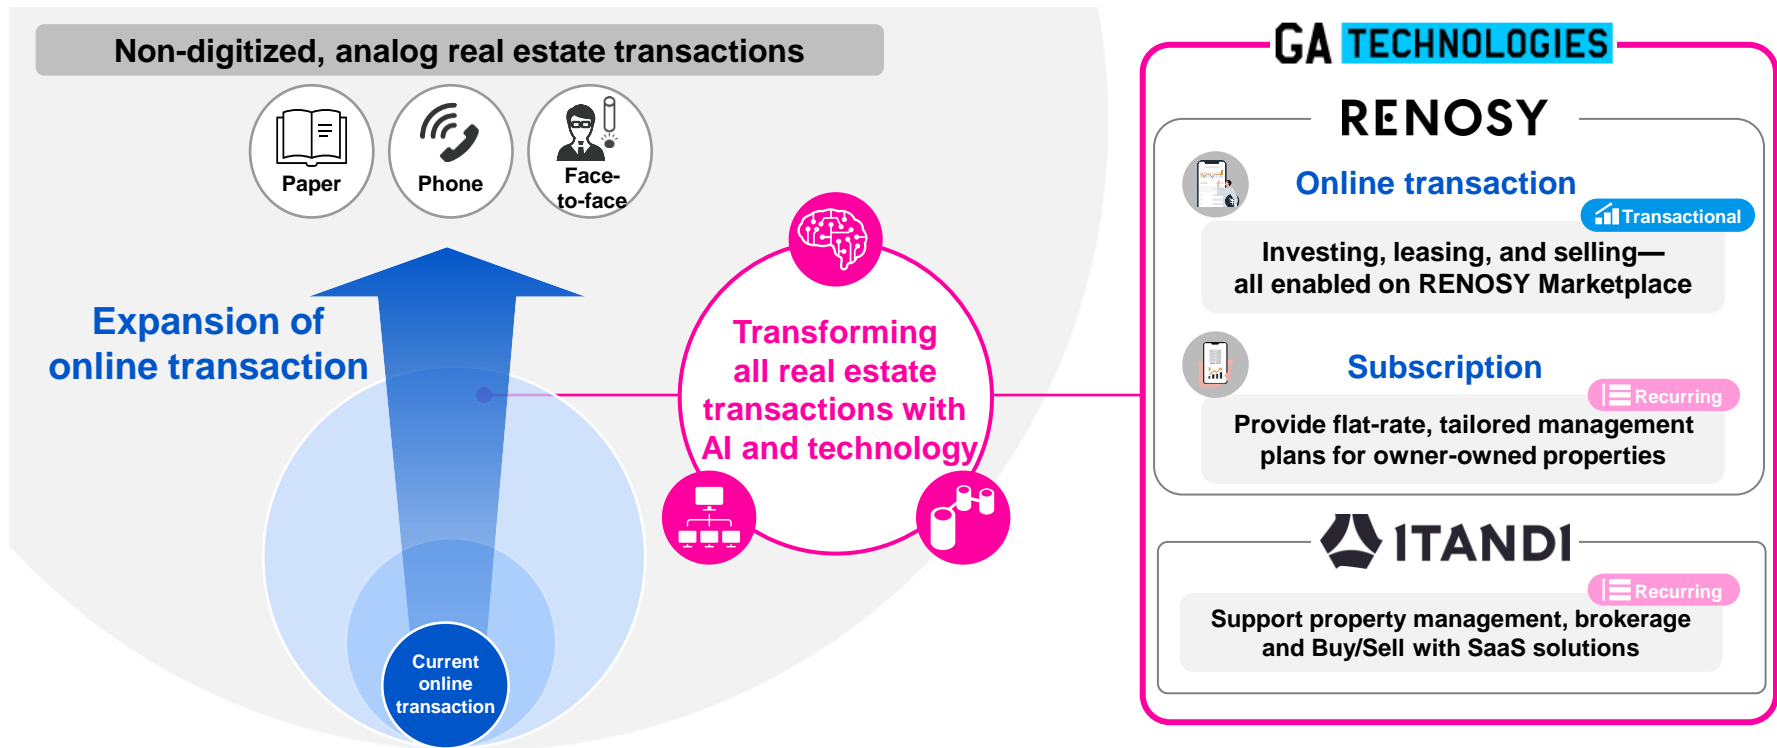 Non-digitized, analog real estate transactions
Paper
Phone
Face-
to-face
Expansion of
online transaction
Current
online
transaction
Transforming
all real estate
transactions with
AI and technology
GA TECHNOLOGIES
RENOSY
Online transaction
Transactional
Investing, leasing, and selling—
all enabled on RENOSY Marketplace
Subscription
Recurring
Provide flat-rate, tailored management
plans for owner-owned properties
ITANDI
Recurring
Support property management, brokerage
and Buy/Sell with SaaS solutions